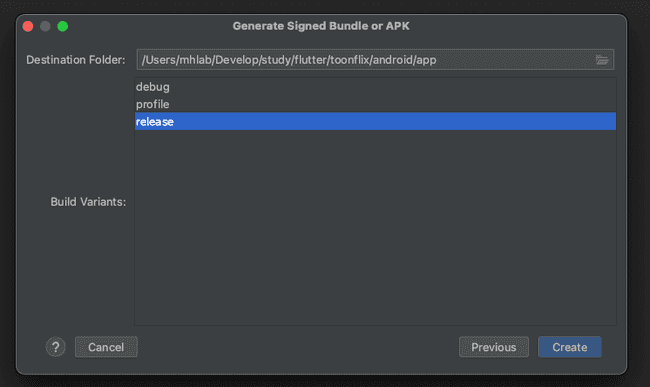 Generate Signed Bundle or APK
Destination Folder: /Users/mhlab/Develop/study/flutter/toonflix/android/app
debug
profile
release
Build Variants:
? Cancel Previous Create